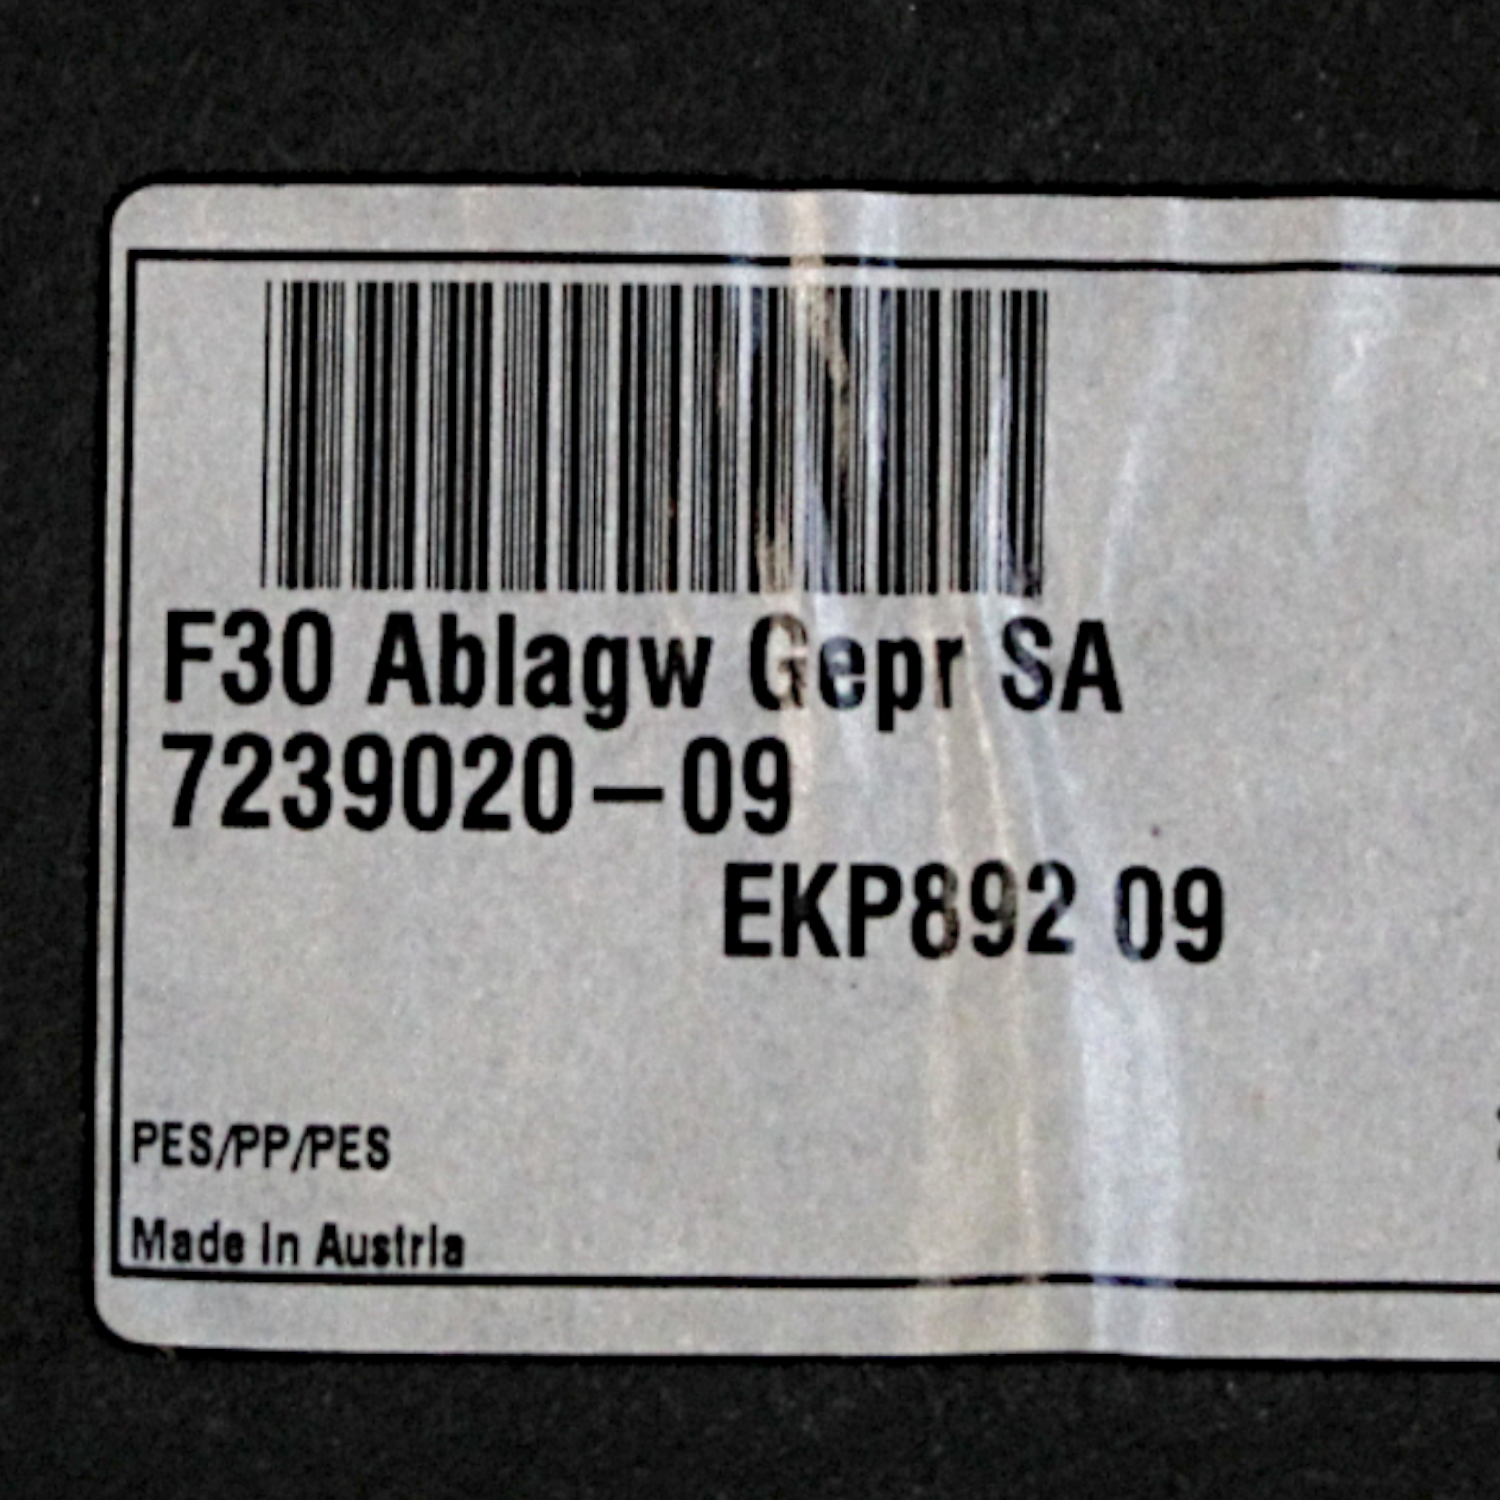 F30 Ablagw Gepr SA
7239020-09
EKP892 09
PES/PP/PES
Made In Austria